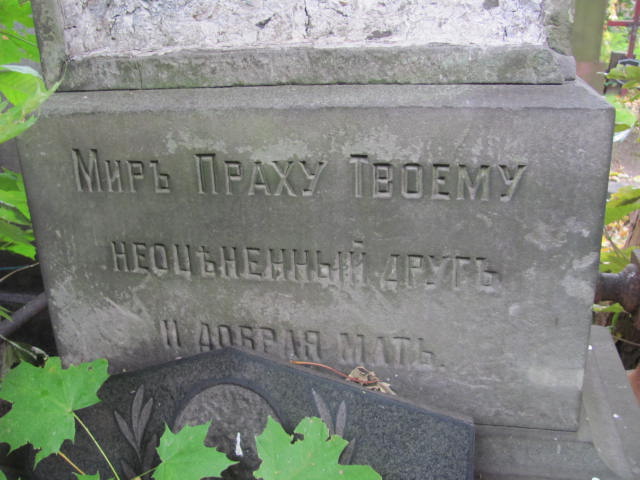 Миръ Праху Твоему
неоцѣненный другъ
и добрая мать.